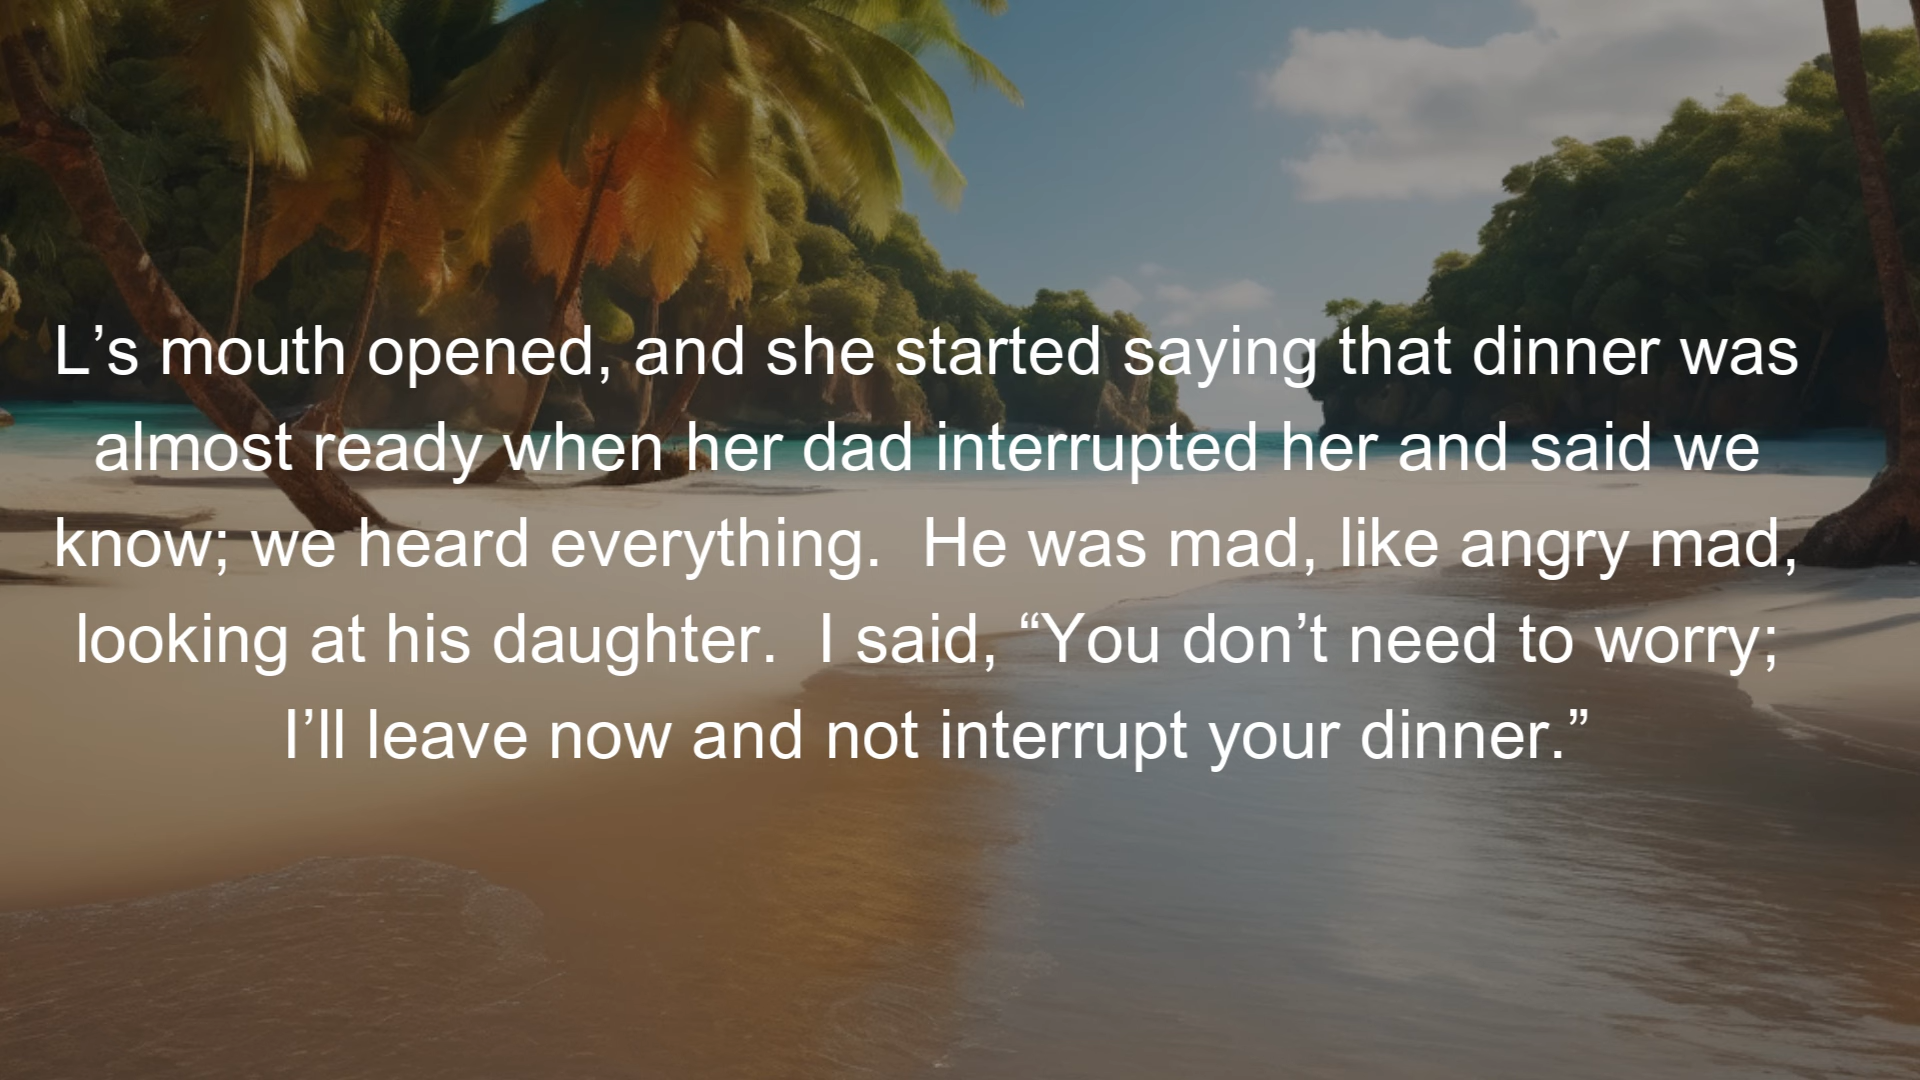 L’s mouth opened, and she started saying that dinner was
almost ready when her dad interrupted her and said we
know; we heard everything.  He was mad, like angry mad,
looking at his daughter.  I said, “You don’t need to worry;
I’ll leave now and not interrupt your dinner.”